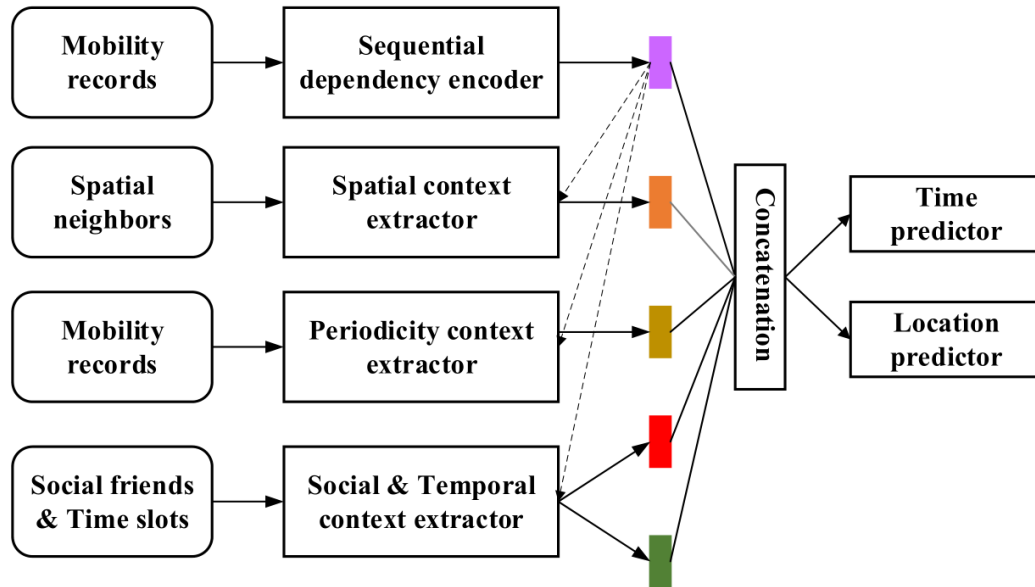 Mobility
records
Sequential
dependency encoder
Spatial
neighbors
Spatial context
extractor
Mobility
records
Periodicity context
extractor
Social friends
& Time slots
Social & Temporal
context extractor
Concatenation
Time
predictor
Location
predictor